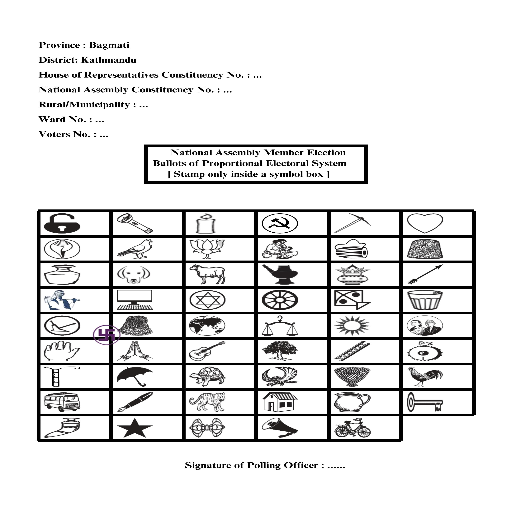 Province : Bagmati
District: Kathmandu
House of Representatives Constituency No. : ...
National Assembly Constituency No. : ...
Rural/Municipality : ...
Ward No. : ...
Voters No. : ...
National Assembly Member Election
Ballots of Proportional Electoral System
[ Stamp only inside a symbol box ]
Signature of Polling Officer : ......